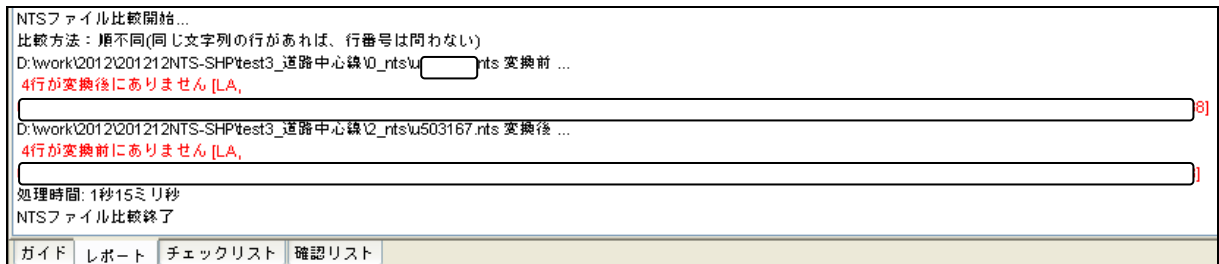 NTSファイル比較開始...
比較方法：順不同(同じ文字列の行があれば、行番号は問わない)
D:\work\2012\201212NTS-SHP\test3_道路中心線\0_nts\u nts 変換前 ...
4行が変換後にありません [LA,
8]
D:\work\2012\201212NTS-SHP\test3_道路中心線\2_nts\u503167.nts 変換後 ...
4行が変換前にありません [LA,
]
処理時間: 1秒15ミリ秒
NTSファイル比較終了
ガイド レポート チェックリスト 確認リスト